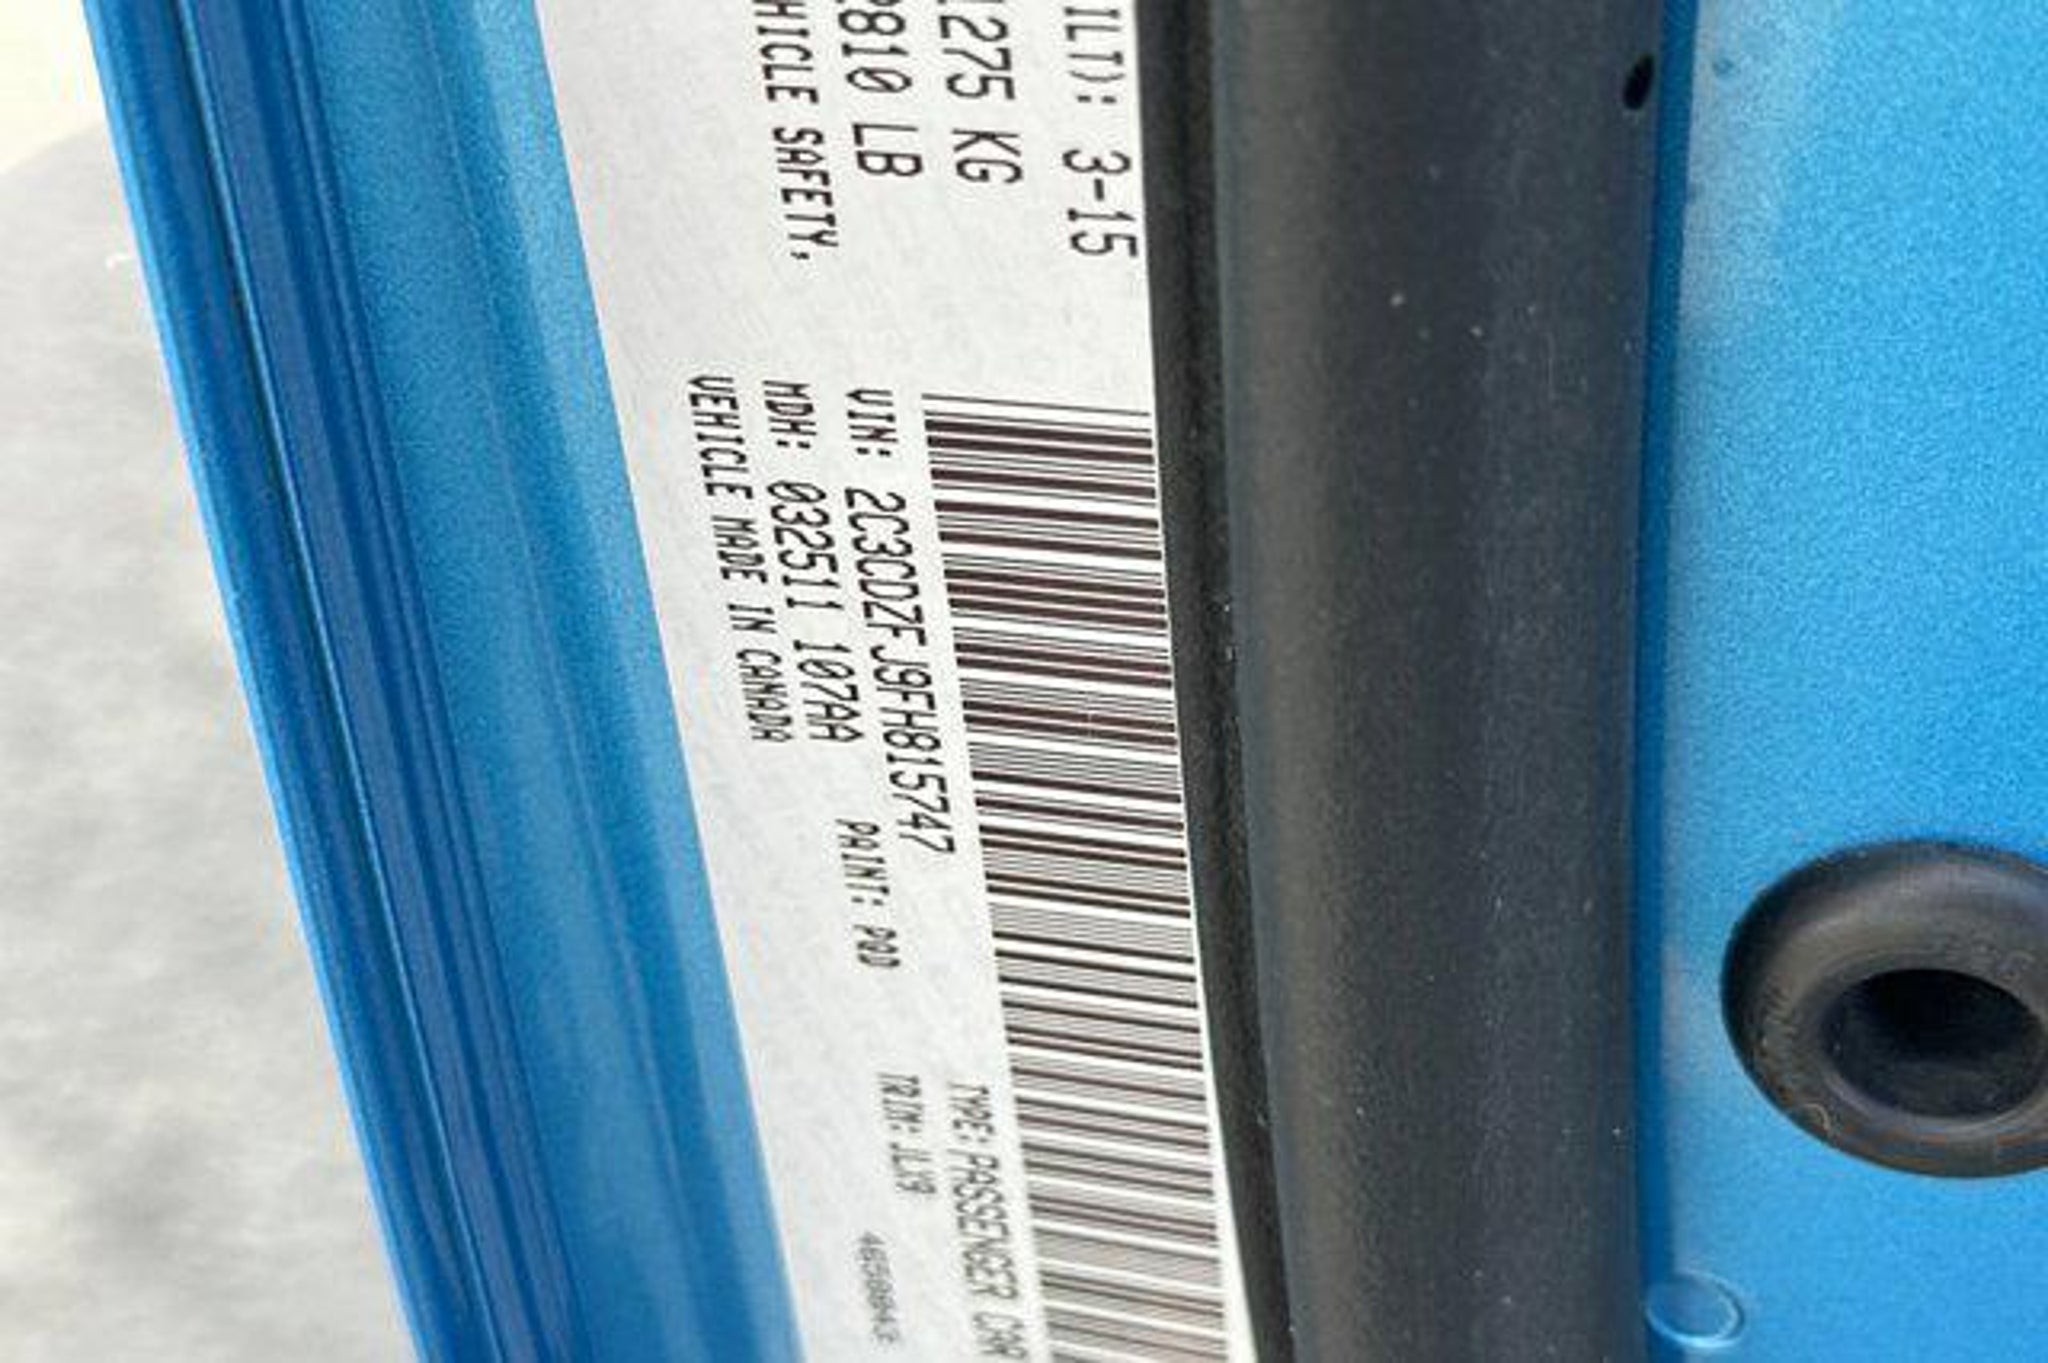 ILT): 3-15
1275 KG
2810 LB
HICLE SAFETY,
VIN: 2C3CDZFJ9FH815747
TYPE: PASSENGER CAR
MDH: 032511 107AA
PAINT: PQD
TRIM: JLX9
VEHICLE MADE IN CANADA